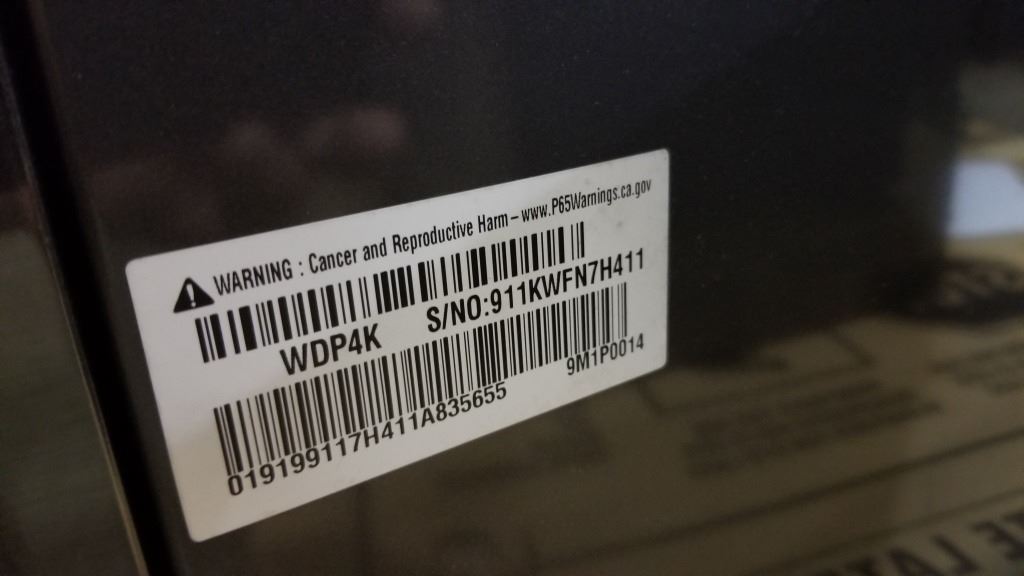 WARNING : Cancer and Reproductive Harm – www.P65Warnings.ca.gov
WDP4K S/NO:911KWFN7H411
019199117H411A835655 9M1P0014